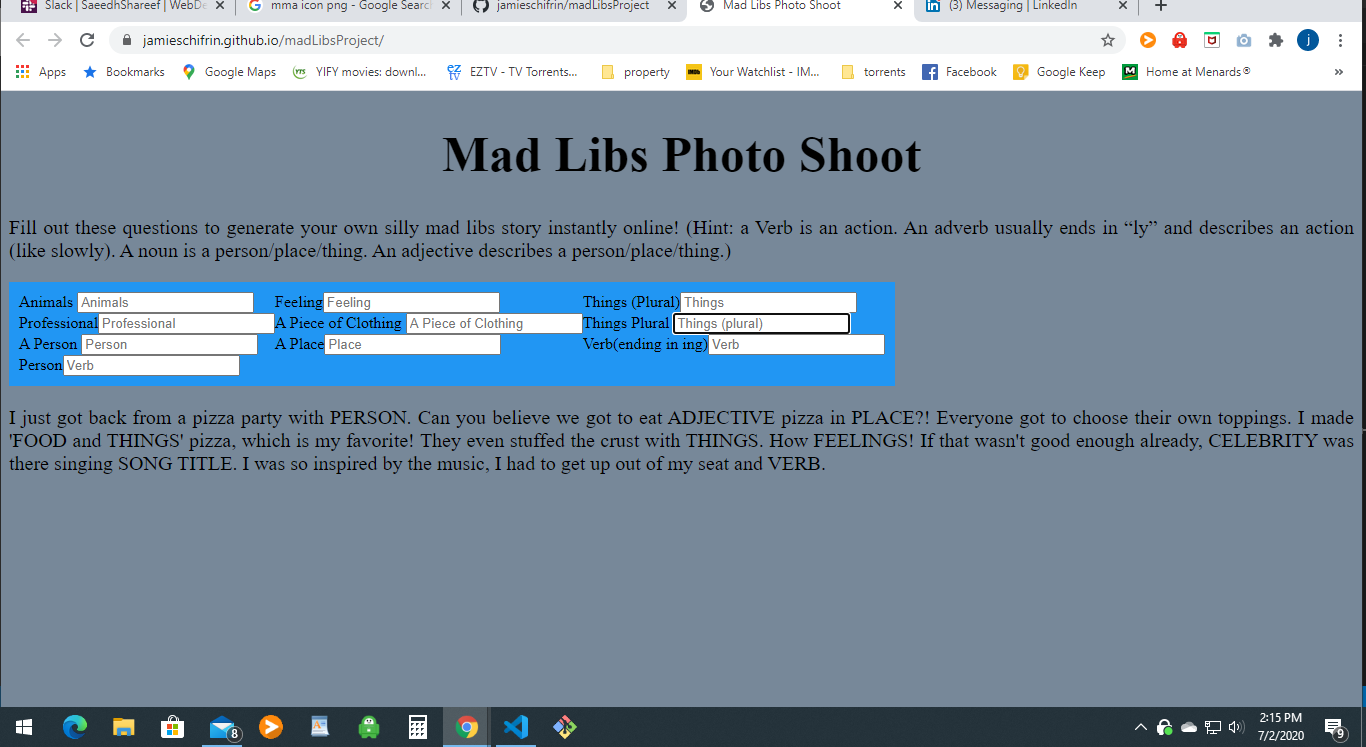 Slack | SaeedhShareef | WebDe
mma icon png - Google Search
jamieschifrin/madLibsProject
Mad Libs Photo Shoot
(3) Messaging | LinkedIn
jamieschifrin.github.io/madLibsProject/
j
Apps
Bookmarks
Google Maps
YTS
YIFY movies: downl...
EZ TV
EZTV - TV Torrents...
property
IMDb
Your Watchlist - IM...
torrents
Facebook
Google Keep
Home at Menards®
»
Mad Libs Photo Shoot
Fill out these questions to generate your own silly mad libs story instantly online! (Hint: a Verb is an action. An adverb usually ends in “ly” and describes an action
(like slowly). A noun is a person/place/thing. An adjective describes a person/place/thing.)
Animals Animals Feeling Feeling Things (Plural) Things
Professional Professional A Piece of Clothing A Piece of Clothing Things Plural Things (plural)
A Person Person A Place Place Verb(ending in ing) Verb
Person Verb
I just got back from a pizza party with PERSON. Can you believe we got to eat ADJECTIVE pizza in PLACE?! Everyone got to choose their own toppings. I made
'FOOD and THINGS' pizza, which is my favorite! They even stuffed the crust with THINGS. How FEELINGS! If that wasn't good enough already, CELEBRITY was
there singing SONG TITLE. I was so inspired by the music, I had to get up out of my seat and VERB.
8
2:15 PM
7/2/2020
9